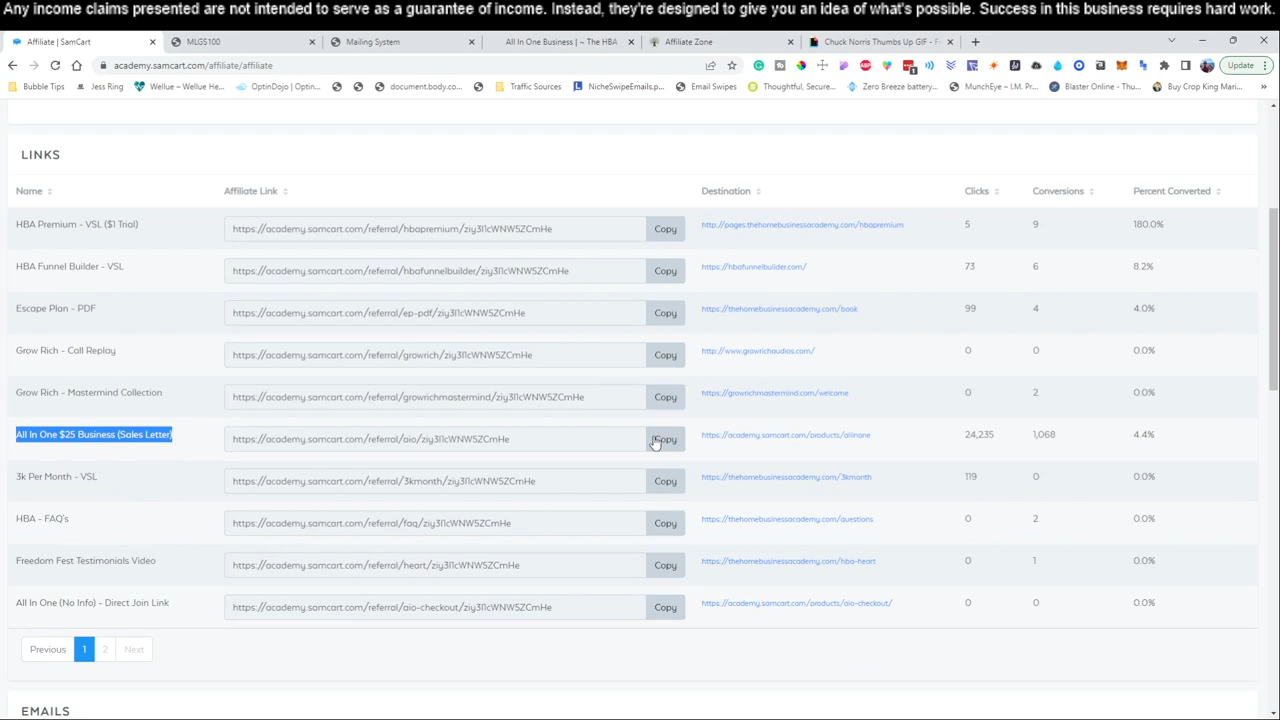 Any income claims presented are not intended to serve as a guarantee of income. Instead, they're designed to give you an idea of what's possible. Success in this business requires hard work.
Affiliate | SamCart
MLGS100
Mailing System
All In One Business | ~ The HBA
Affiliate Zone
Chuck Norris Thumbs Up GIF - Fi
academy.samcart.com/affiliate/affiliate
Update
Bubble Tips
Jess Ring
Wellue – Wellue He...
OptinDojo | Optin...
document.body.co...
Traffic Sources
NicheSwipeEmails.p...
Email Swipes
Thoughtful, Secure...
Zero Breeze battery...
MunchEye – I.M. Pr...
Blaster Online - Thu...
Buy Crop King Mari...
LINKS
Name Affiliate Link Destination Clicks Conversions Percent Converted
HBA Premium - VSL ($1 Trial) https://academy.samcart.com/referral/hbapremium/ziy3l1cWNW5ZCmHe Copy http://pages.thehomebusinessacademy.com/hbapremium 5 9 180.0%
HBA Funnel Builder - VSL https://academy.samcart.com/referral/hbafunnelbuilder/ziy3l1cWNW5ZCmHe Copy https://hbafunnelbuilder.com/ 73 6 8.2%
Escape Plan - PDF https://academy.samcart.com/referral/ep-pdf/ziy3l1cWNW5ZCmHe Copy https://thehomebusinessacademy.com/book 99 4 4.0%
Grow Rich - Call Replay https://academy.samcart.com/referral/growrich/ziy3l1cWNW5ZCmHe Copy http://www.growrichaudios.com/ 0 0 0.0%
Grow Rich - Mastermind Collection https://academy.samcart.com/referral/growrichmastermind/ziy3l1cWNW5ZCmHe Copy https://growrichmastermind.com/welcome 0 2 0.0%
All In One $25 Business (Sales Letter) https://academy.samcart.com/referral/aio/ziy3l1cWNW5ZCmHe Copy https://academy.samcart.com/products/allinone 24,235 1,068 4.4%
3k Per Month - VSL https://academy.samcart.com/referral/3kmonth/ziy3l1cWNW5ZCmHe Copy https://thehomebusinessacademy.com/3kmonth 119 0 0.0%
HBA - FAQ's https://academy.samcart.com/referral/faq/ziy3l1cWNW5ZCmHe Copy https://thehomebusinessacademy.com/questions 0 2 0.0%
Freedom Fest Testimonials Video https://academy.samcart.com/referral/heart/ziy3l1cWNW5ZCmHe Copy https://thehomebusinessacademy.com/hba-heart 0 1 0.0%
All In One (No Info) - Direct Join Link https://academy.samcart.com/referral/aio-checkout/ziy3l1cWNW5ZCmHe Copy https://academy.samcart.com/products/aio-checkout/ 0 0 0.0%
Previous 1 2 Next
EMAILS